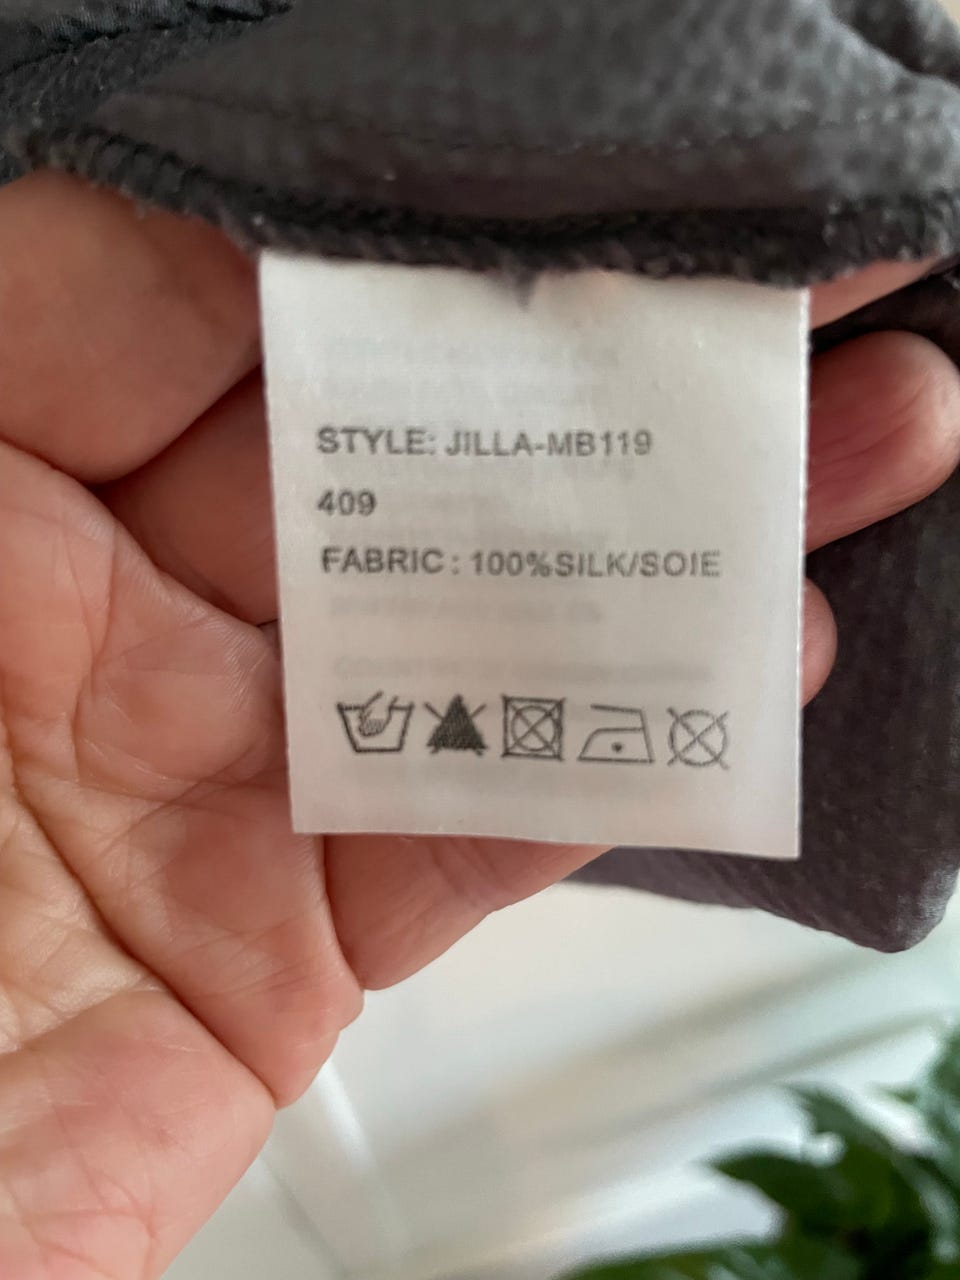 STYLE: JILLA-MB119
409
FABRIC : 100%SILK/SOIE